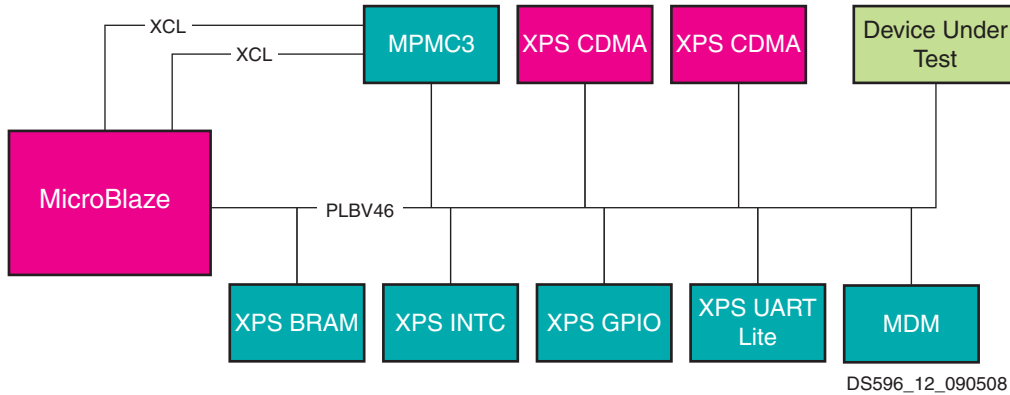 XCL
XCL
MPMC3
XPS CDMA
XPS CDMA
Device Under
Test
MicroBlaze
PLBV46
XPS BRAM
XPS INTC
XPS GPIO
XPS UART
Lite
MDM
DS596_12_090508